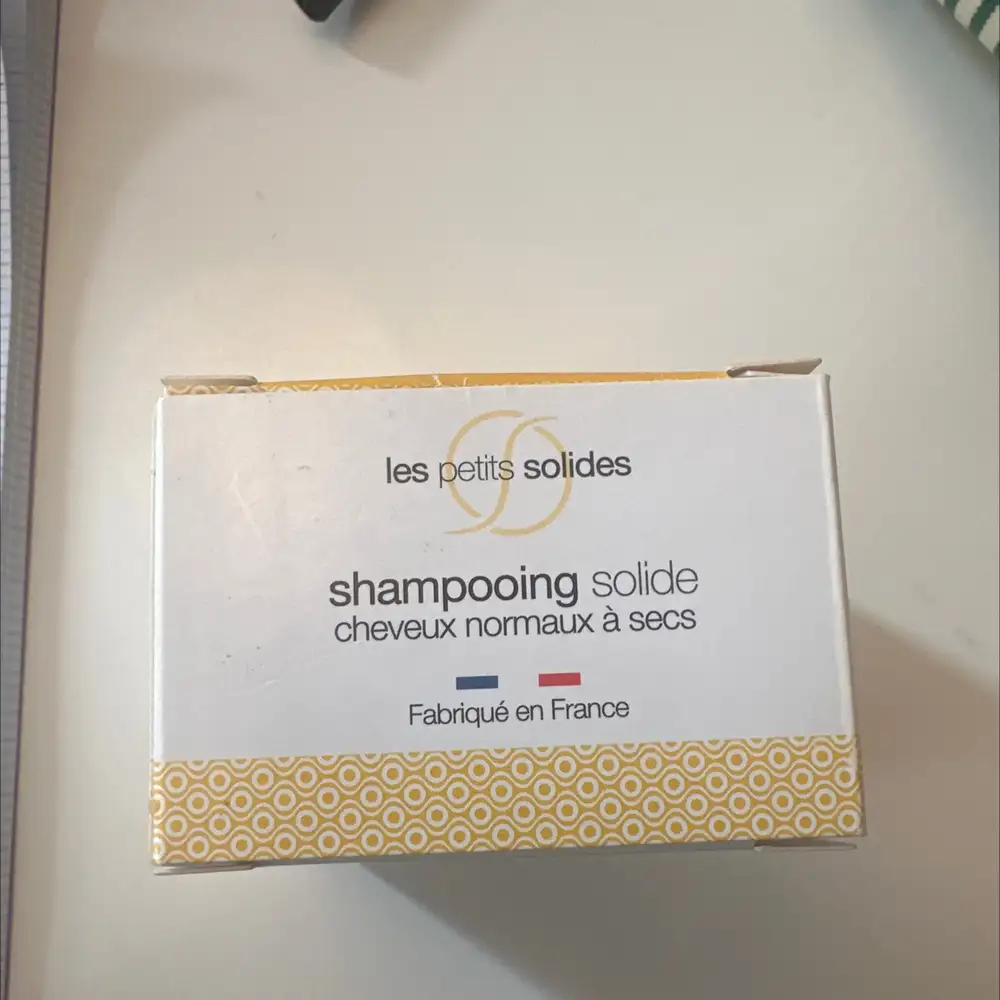 les petits solides
shampooing solide
cheveux normaux à secs
Fabriqué en France